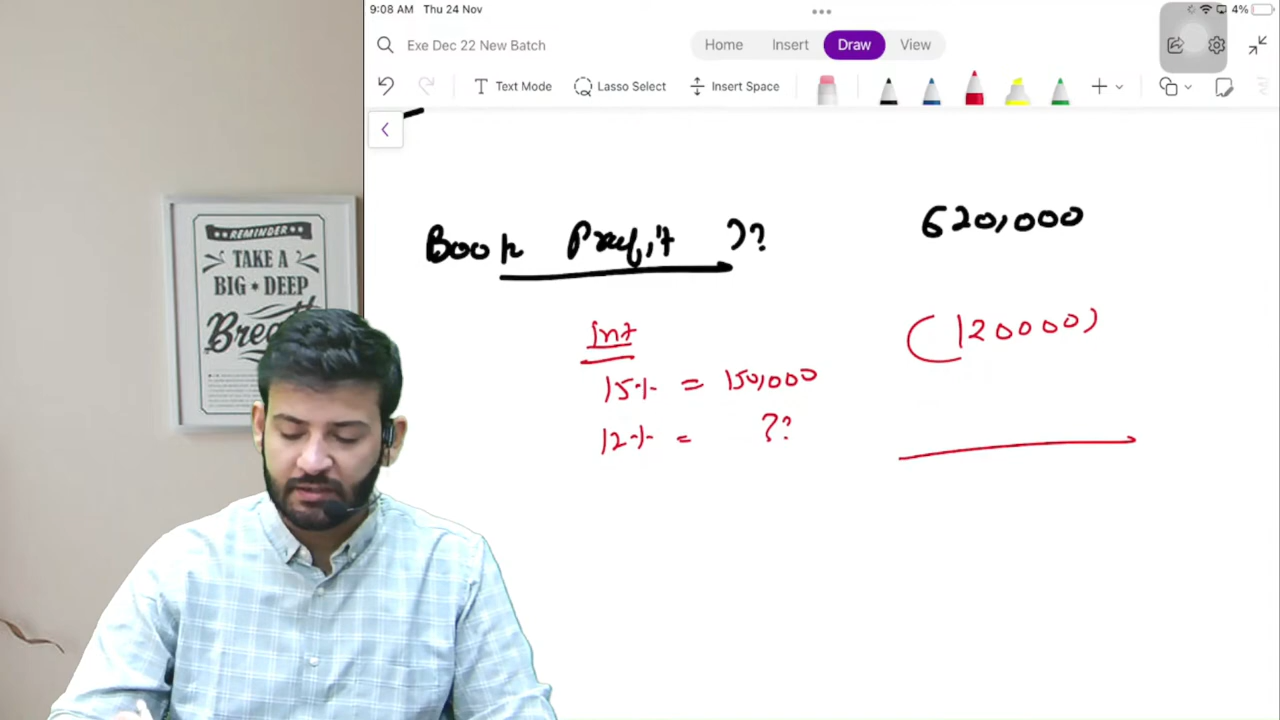 9:08 AM Thu 24 Nov
4%
Exe Dec 22 New Batch
Home Insert Draw View
Text Mode Lasso Select Insert Space
Book Profit ??
620,000
Int
(120000)
15% = 150,000
12% = ??
REMINDER
TAKE A
BIG DEEP